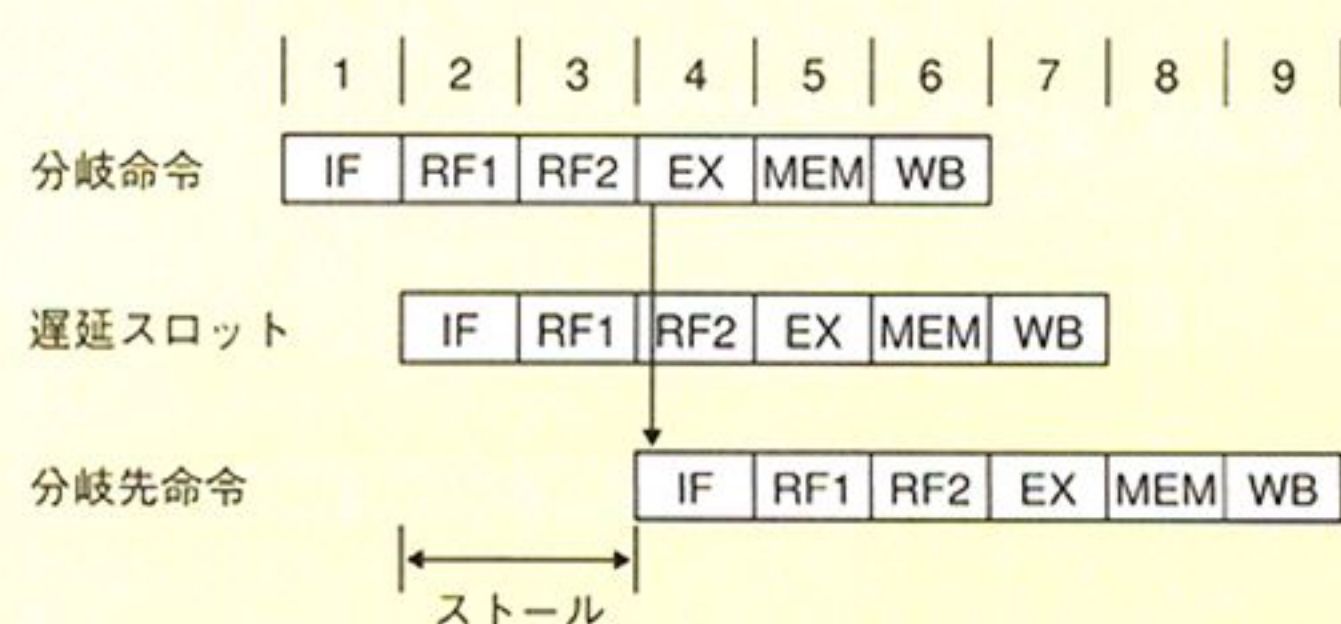 1 2 3 4 5 6 7 8 9
分岐命令 IF RF1 RF2 EX MEM WB
遅延スロット IF RF1 RF2 EX MEM WB
分岐先命令 IF RF1 RF2 EX MEM WB
ストール